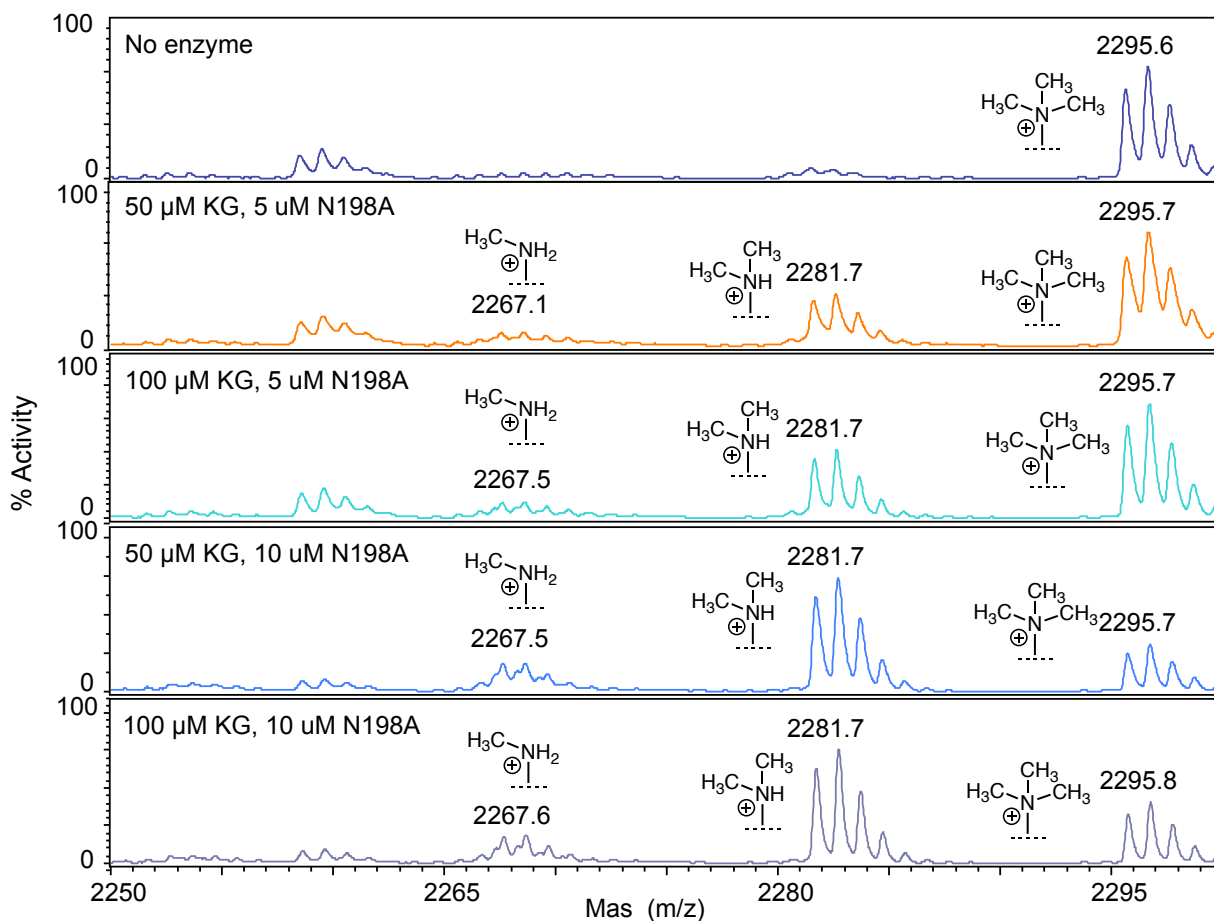 100
No enzyme
2295.6
CH₃
H₃C N CH₃
⊕
0
100
50 µM KG, 5 uM N198A
2295.7
H₃C NH₂
⊕
2267.1
CH₃
H₃C NH
⊕
2281.7
CH₃
H₃C N CH₃
⊕
0
100
100 µM KG, 5 uM N198A
2295.7
H₃C NH₂
⊕
2267.5
CH₃
H₃C NH
⊕
2281.7
CH₃
H₃C N CH₃
⊕
0
% Activity
100
50 µM KG, 10 uM N198A
2281.7
H₃C NH₂
⊕
2267.5
CH₃
H₃C NH
⊕
CH₃
H₃C N CH₃
⊕
2295.7
0
100
100 µM KG, 10 uM N198A
2281.7
H₃C NH₂
⊕
2267.6
CH₃
H₃C NH
⊕
CH₃
H₃C N CH₃
⊕
2295.8
0
2250 2265 2280 2295
Mas (m/z)